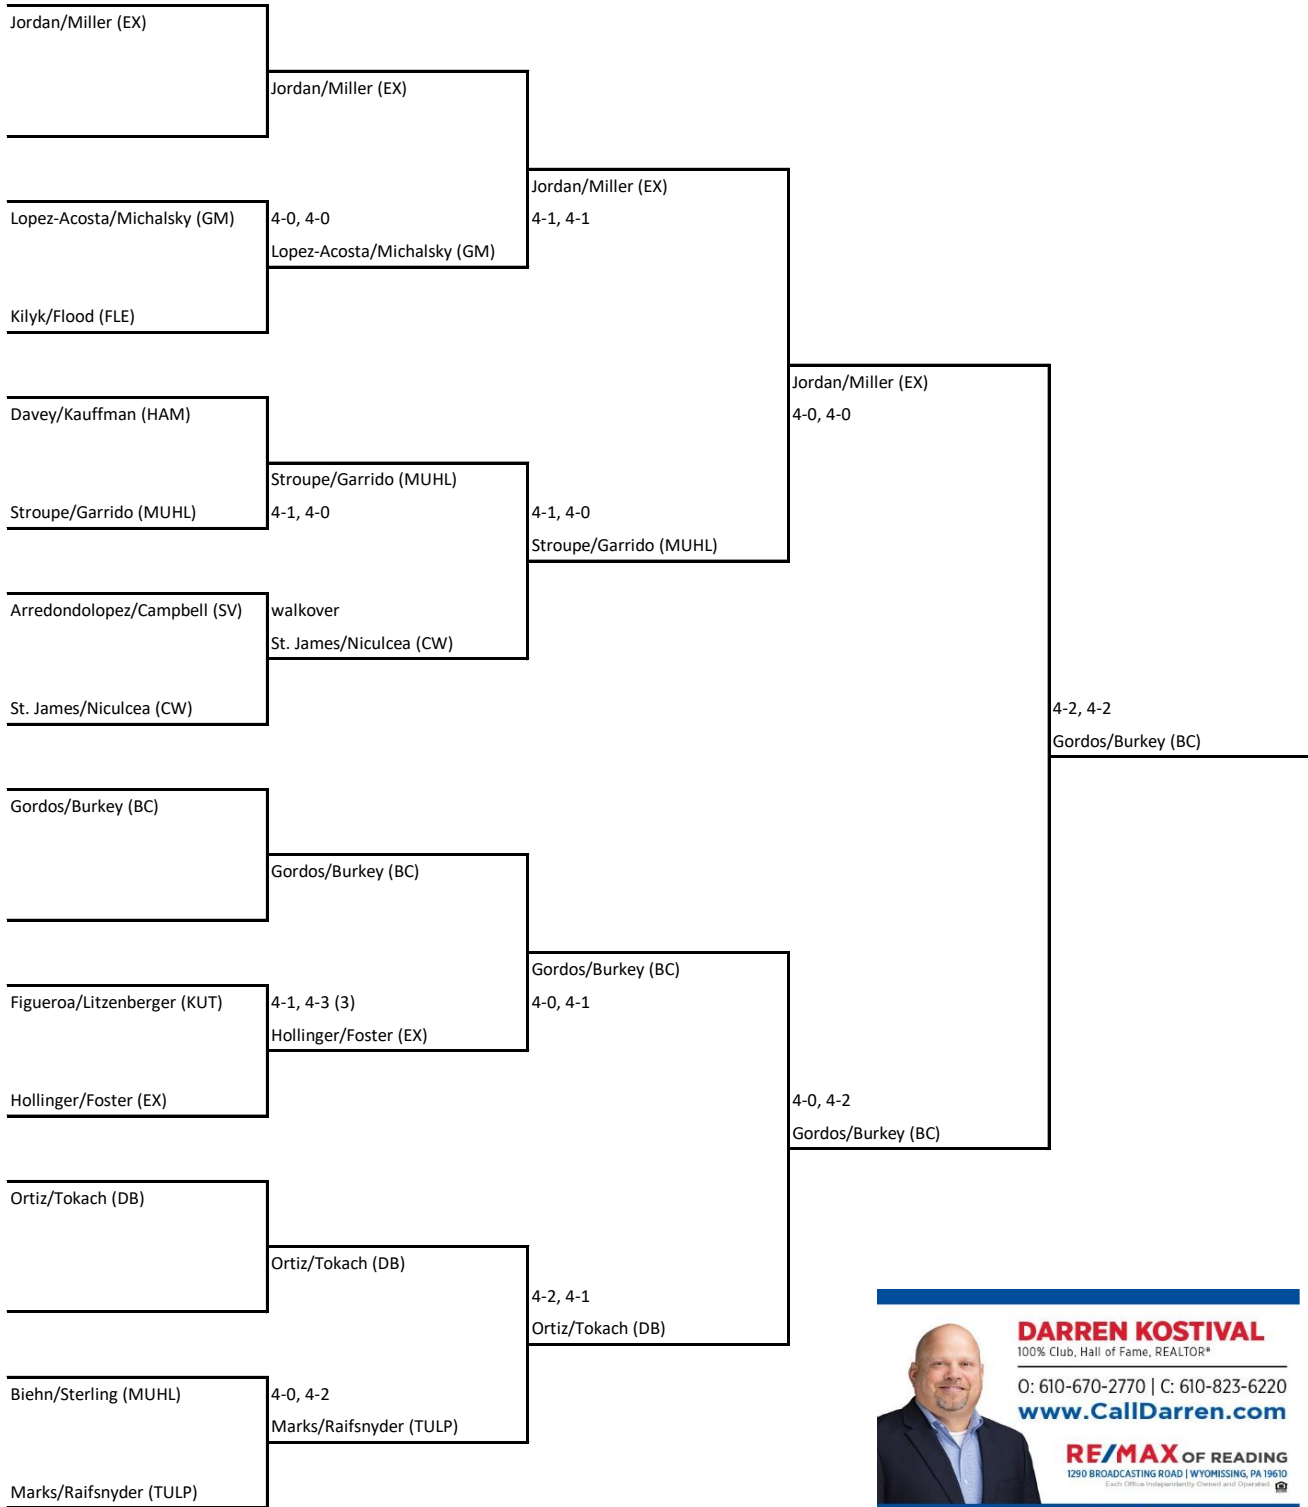 Jordan/Miller (EX)
Jordan/Miller (EX)
Jordan/Miller (EX)
Lopez-Acosta/Michalsky (GM)
4-0, 4-0
4-1, 4-1
Lopez-Acosta/Michalsky (GM)
Kilyk/Flood (FLE)
Jordan/Miller (EX)
Davey/Kauffman (HAM)
4-0, 4-0
Stroupe/Garrido (MUHL)
Stroupe/Garrido (MUHL)
4-1, 4-0
4-1, 4-0
Stroupe/Garrido (MUHL)
Arredondolopez/Campbell (SV)
walkover
St. James/Niculcea (CW)
St. James/Niculcea (CW)
4-2, 4-2
Gordos/Burkey (BC)
Gordos/Burkey (BC)
Gordos/Burkey (BC)
Gordos/Burkey (BC)
Figueroa/Litzenberger (KUT)
4-1, 4-3 (3)
4-0, 4-1
Hollinger/Foster (EX)
Hollinger/Foster (EX)
4-0, 4-2
Gordos/Burkey (BC)
Ortiz/Tokach (DB)
Ortiz/Tokach (DB)
4-2, 4-1
Ortiz/Tokach (DB)
Biehn/Sterling (MUHL)
4-0, 4-2
Marks/Raifsnyder (TULP)
Marks/Raifsnyder (TULP)
DARREN KOSTIVAL
100% Club, Hall of Fame, REALTOR®
O: 610-670-2770 | C: 610-823-6220
www.CallDarren.com
RE/MAX OF READING
1290 BROADCASTING ROAD | WYOMISSING, PA 19610
Each Office Independently Owned and Operated.